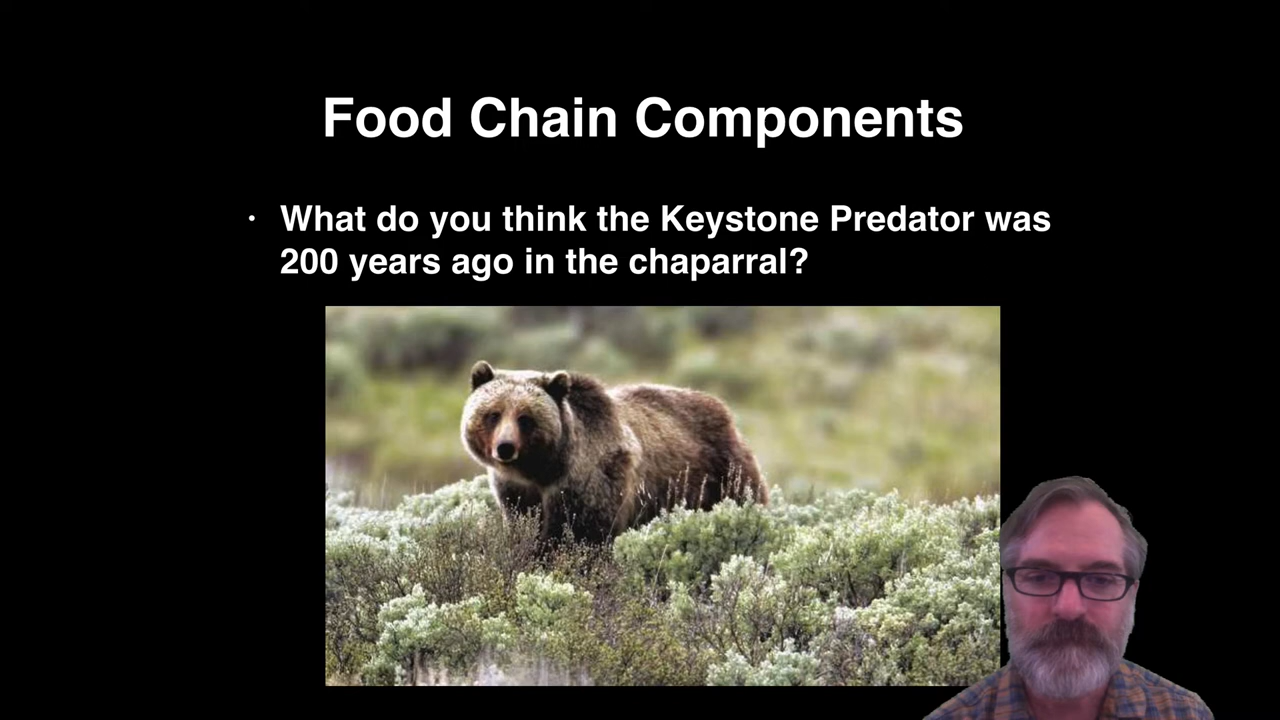 Food Chain Components
• What do you think the Keystone Predator was
200 years ago in the chaparral?